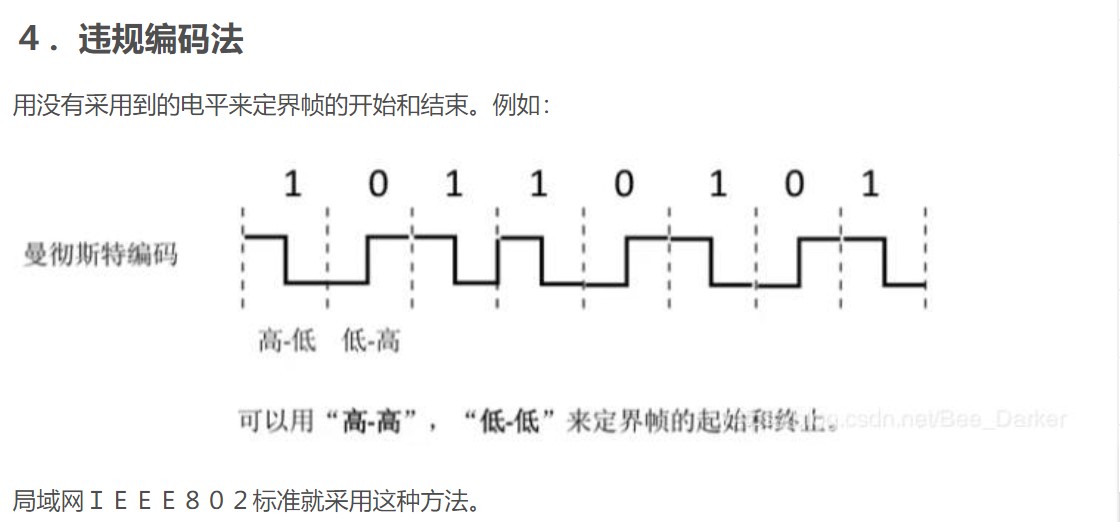 ４．违规编码法
用没有采用到的电平来定界帧的开始和结束。例如：
1 0 1 1 0 1 0 1
曼彻斯特编码
高-低 低-高
可以用“高-高”，“低-低”来定界帧的起始和终止。
.csdn.net/Bee_Darker
局域网ＩＥＥＥ８０２标准就采用这种方法。